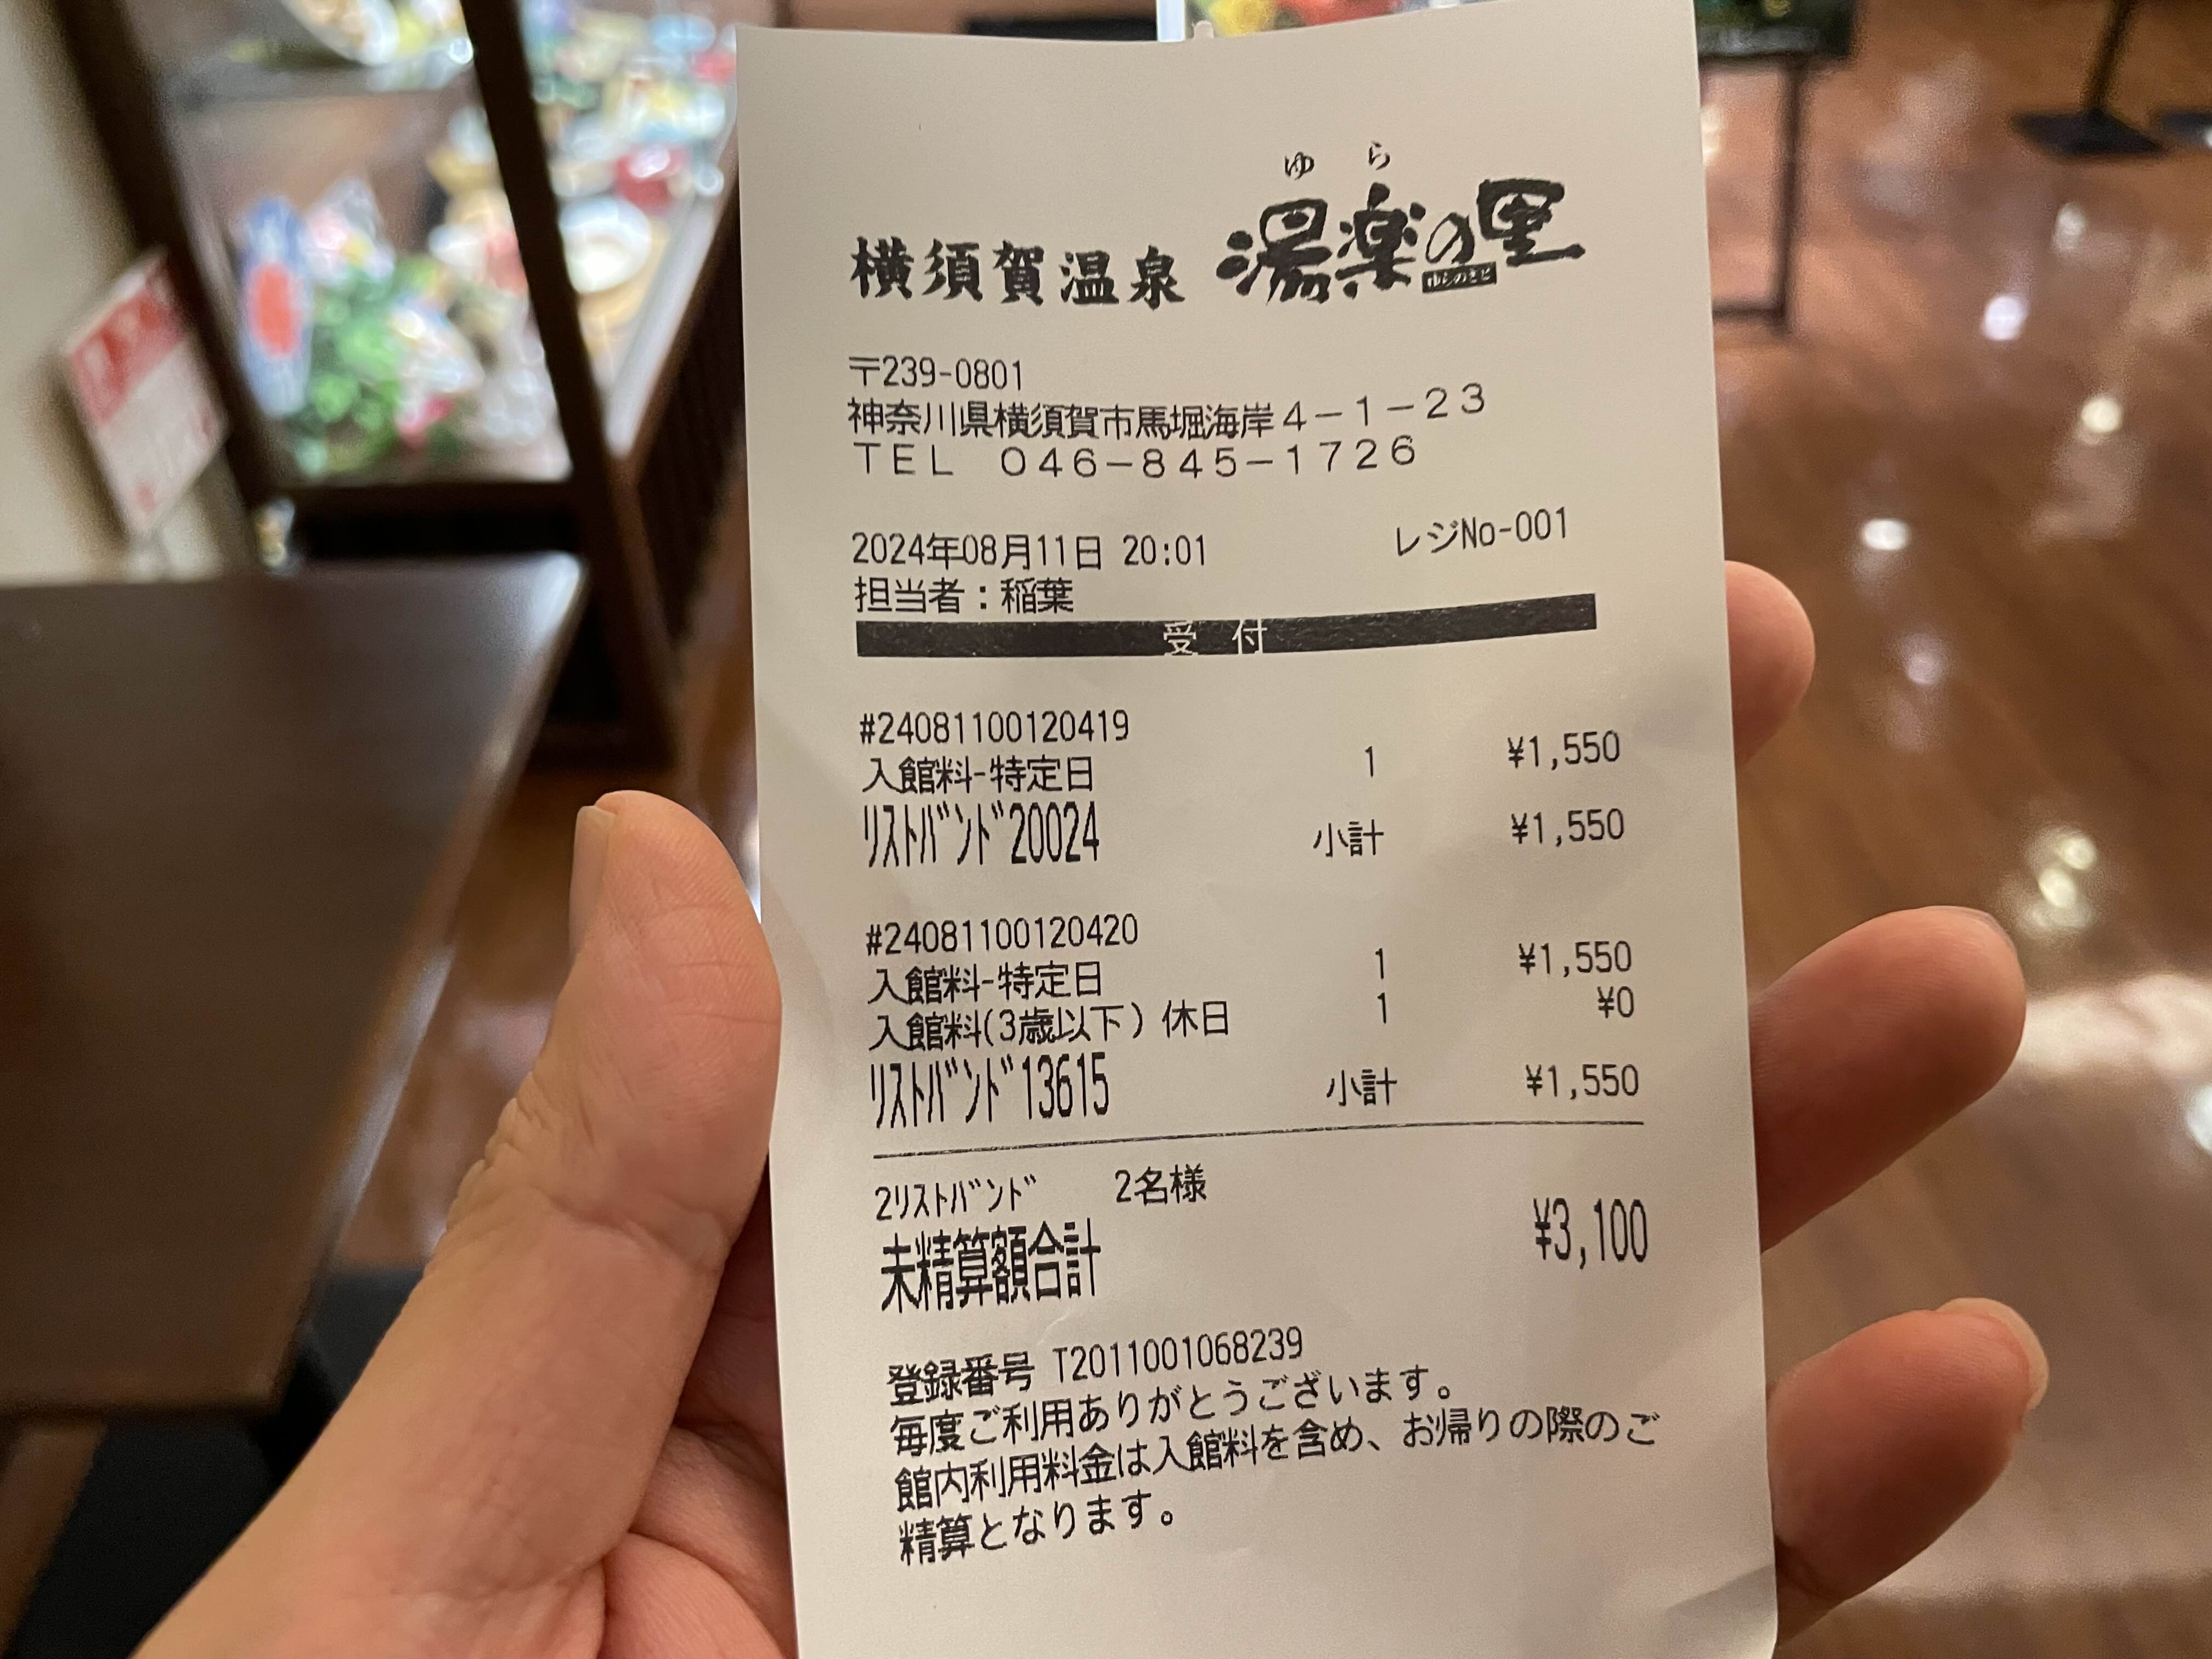 ゆら
横須賀温泉 湯楽の里
ゆらのさと
〒239-0801
神奈川県横須賀市馬堀海岸4-1-23
TEL 046-845-1726
2024年08月11日 20:01 レジNo-001
担当者:稲葉
受 付
#24081100120419
入館料-特定日 1 ¥1,550
リストバンド20024 小計 ¥1,550
#24081100120420
入館料-特定日 1 ¥1,550
入館料(3歳以下) 休日 1 ¥0
リストバンド13615 小計 ¥1,550
2リストバンド 2名様
未精算額合計 ¥3,100
登録番号 T2011001068239
毎度ご利用ありがとうございます。
館内利用料金は入館料を含め、お帰りの際のご
精算となります。